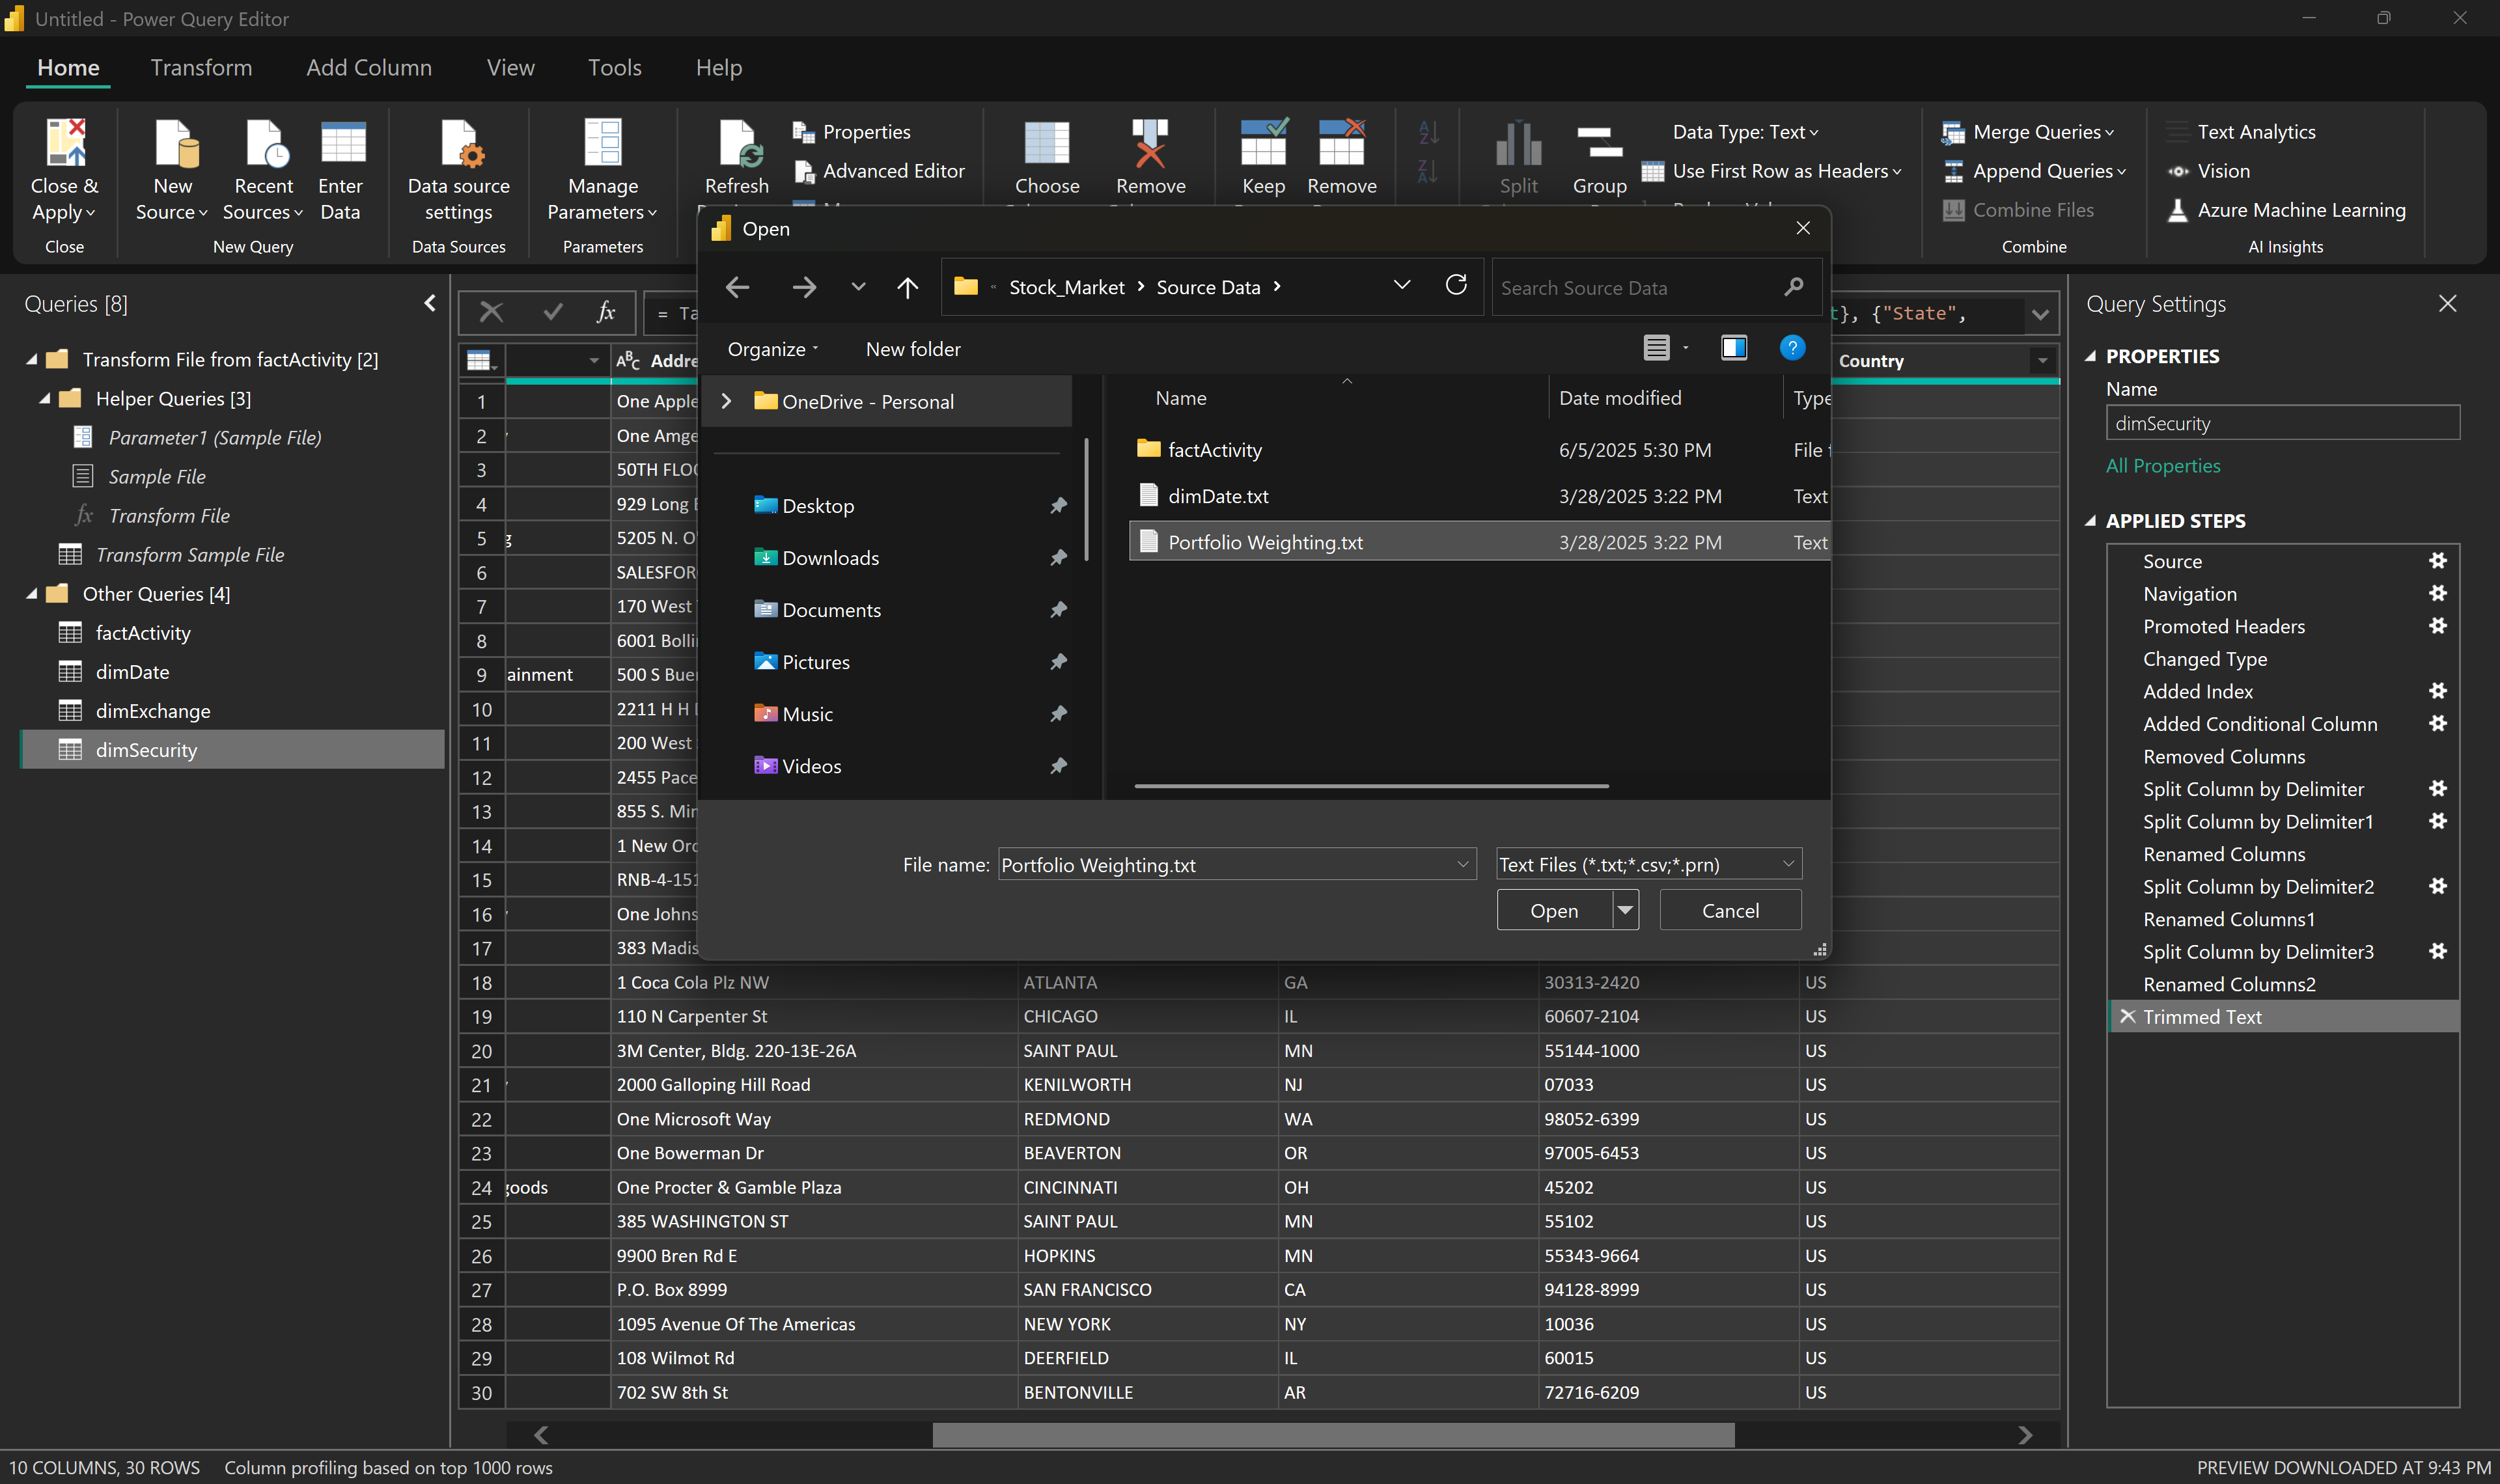 Untitled - Power Query Editor
Home Transform Add Column View Tools Help
Close & Apply
Close
New Source
Recent Sources
Enter Data
New Query
Data source settings
Data Sources
Manage Parameters
Parameters
Refresh
Properties
Advanced Editor
Choose
Remove
Keep
Remove
Split
Group
Data Type: Text
Use First Row as Headers
Merge Queries
Append Queries
Combine Files
Combine
Text Analytics
Vision
Azure Machine Learning
AI Insights
Queries [8]
Transform File from factActivity [2]
Helper Queries [3]
Parameter1 (Sample File)
Sample File
fx Transform File
Transform Sample File
Other Queries [4]
factActivity
dimDate
dimExchange
dimSecurity
fx = Ta
t}, {"State",
ABC Addre
Country
1 One Apple
2 One Amge
3 50TH FLOO
4 929 Long
5 g 5205 N. O'
6 SALESFOR
7 170 West
8 6001 Bolli
9 ainment 500 S Bue
10 2211 H H
11 200 West
12 2455 Pace
13 855 S. Min
14 1 New Orc
15 RNB-4-151
16 One Johns
17 383 Madis
18 1 Coca Cola Plz NW ATLANTA GA 30313-2420 US
19 110 N Carpenter St CHICAGO IL 60607-2104 US
20 3M Center, Bldg. 220-13E-26A SAINT PAUL MN 55144-1000 US
21 2000 Galloping Hill Road KENILWORTH NJ 07033 US
22 One Microsoft Way REDMOND WA 98052-6399 US
23 One Bowerman Dr BEAVERTON OR 97005-6453 US
24 goods One Procter & Gamble Plaza CINCINNATI OH 45202 US
25 385 WASHINGTON ST SAINT PAUL MN 55102 US
26 9900 Bren Rd E HOPKINS MN 55343-9664 US
27 P.O. Box 8999 SAN FRANCISCO CA 94128-8999 US
28 1095 Avenue Of The Americas NEW YORK NY 10036 US
29 108 Wilmot Rd DEERFIELD IL 60015 US
30 702 SW 8th St BENTONVILLE AR 72716-6209 US
Open
« Stock_Market > Source Data >
Search Source Data
Organize New folder
OneDrive - Personal
Desktop
Downloads
Documents
Pictures
Music
Videos
Name Date modified Type
factActivity 6/5/2025 5:30 PM File f
dimDate.txt 3/28/2025 3:22 PM Text
Portfolio Weighting.txt 3/28/2025 3:22 PM Text
File name: Portfolio Weighting.txt
Text Files (*.txt;*.csv;*.prn)
Open Cancel
Query Settings
PROPERTIES
Name
dimSecurity
All Properties
APPLIED STEPS
Source
Navigation
Promoted Headers
Changed Type
Added Index
Added Conditional Column
Removed Columns
Split Column by Delimiter
Split Column by Delimiter1
Renamed Columns
Split Column by Delimiter2
Renamed Columns1
Split Column by Delimiter3
Renamed Columns2
Trimmed Text
10 COLUMNS, 30 ROWS Column profiling based on top 1000 rows
PREVIEW DOWNLOADED AT 9:43 PM